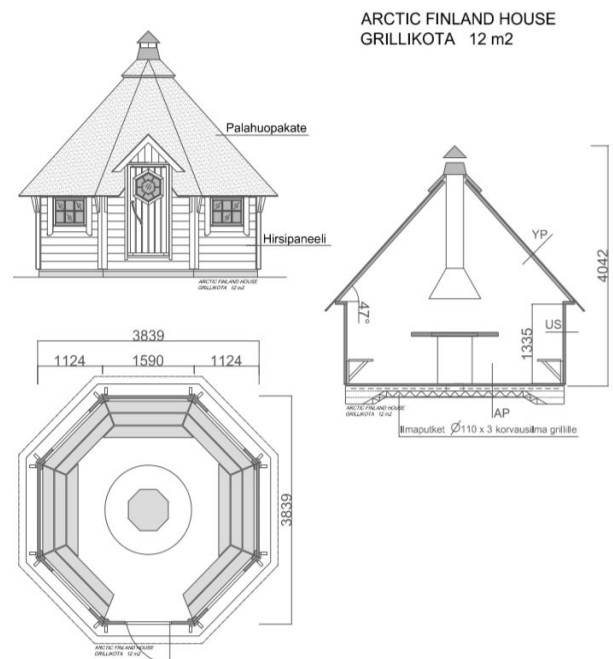 ARCTIC FINLAND HOUSE
GRILLIKOTA 12 m2
Palahuopakate
Hirsipaneeli
ARCTIC FINLAND HOUSE
GRILLIKOTA 12 m2
YP
4042
47°
1335
US
AP
ARCTIC FINLAND HOUSE
GRILLIKOTA 12 m2
Ilmaputket Ø110 x 3 korvausilma grillille
3839
1124 1590 1124
3839
ARCTIC FINLAND HOUSE
GRILLIKOTA 12 m2